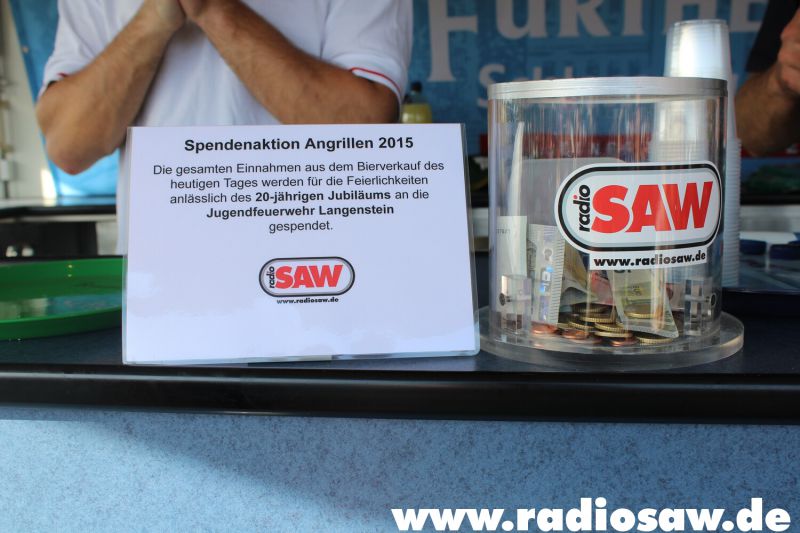 FÜRTHE
Spendenaktion Angrillen 2015
Die gesamten Einnahmen aus dem Bierverkauf des
heutigen Tages werden für die Feierlichkeiten
anlässlich des 20-jährigen Jubiläums an die
Jugendfeuerwehr Langenstein
gespendet.
radio SAW
www.radiosaw.de
radio SAW
www.radiosaw.de
www.radiosaw.de